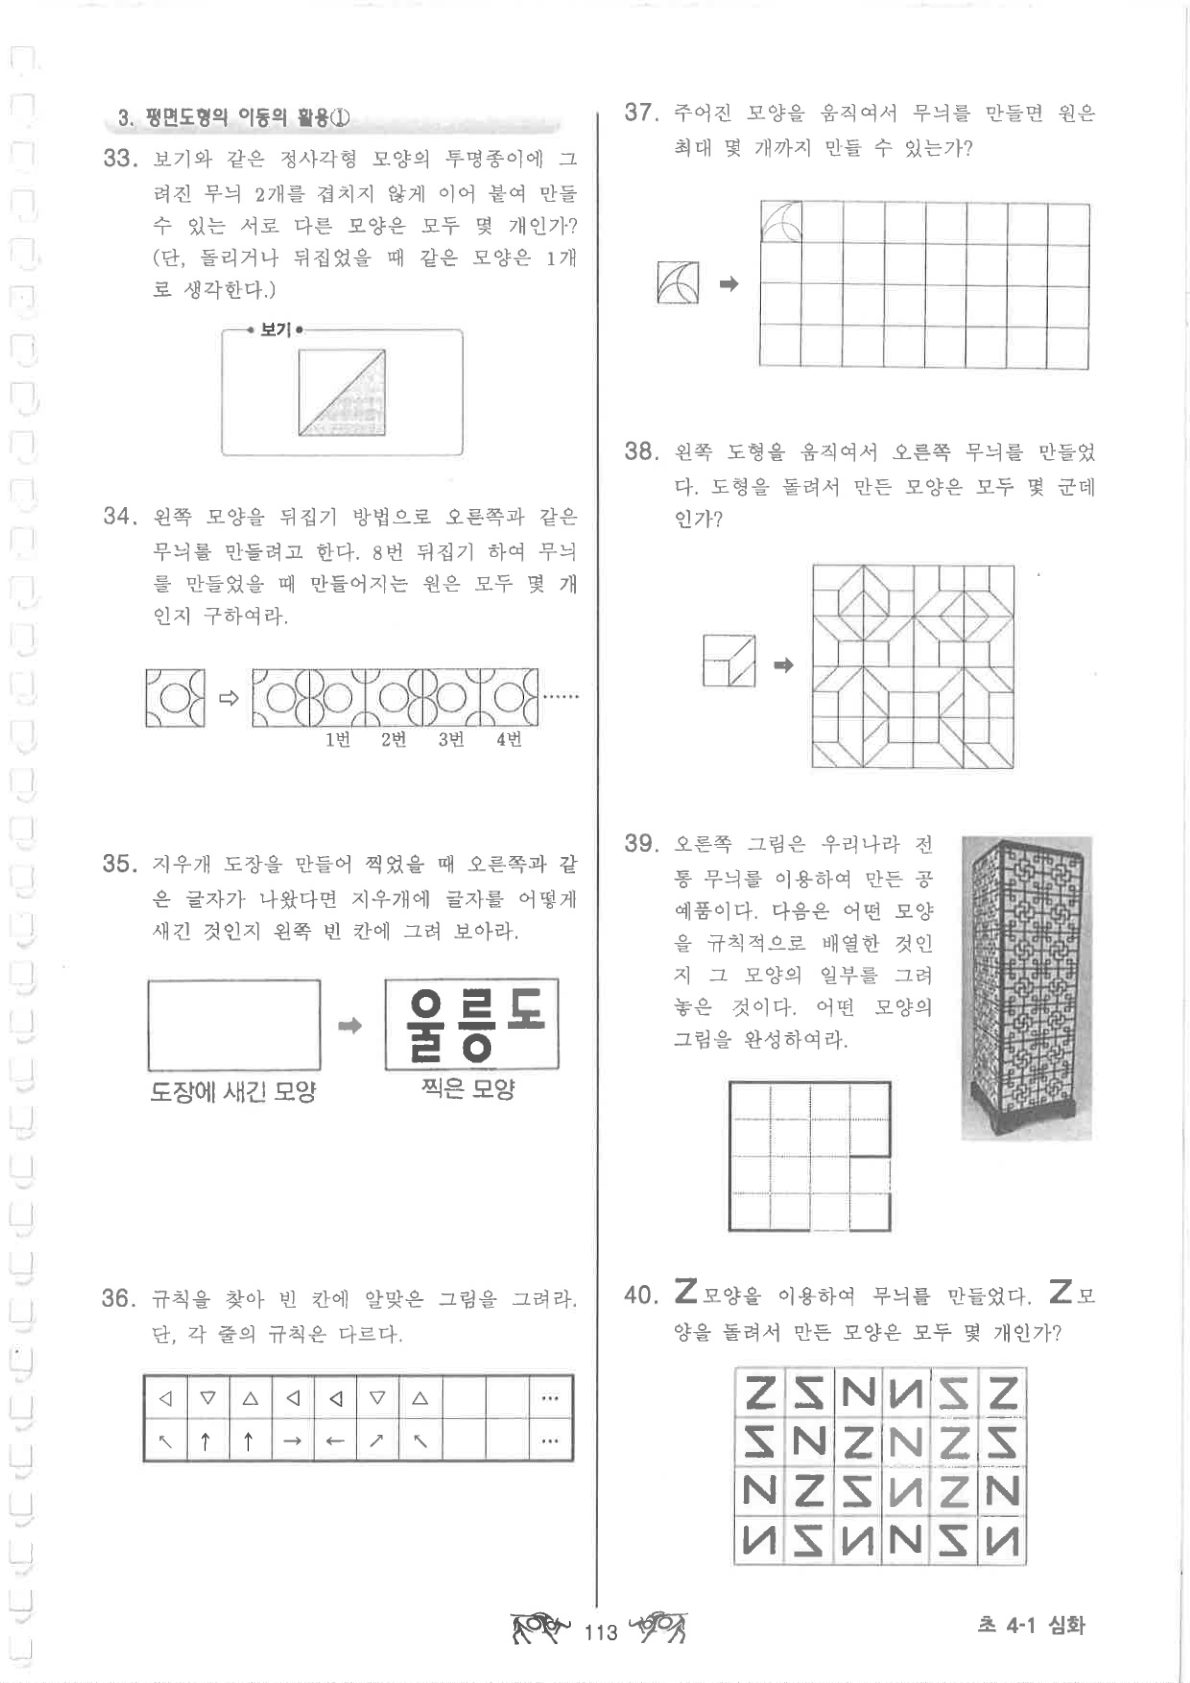 3. 평면도형의 이동의 활용①
33. 보기와 같은 정사각형 모양의 투명종이에 그
려진 무늬 2개를 겹치지 않게 이어 붙여 만들
수 있는 서로 다른 모양은 모두 몇 개인가?
(단, 돌리거나 뒤집었을 때 같은 모양은 1개
로 생각한다.)
보기
34. 왼쪽 모양을 뒤집기 방법으로 오른쪽과 같은
무늬를 만들려고 한다. 8번 뒤집기 하여 무늬
를 만들었을 때 만들어지는 원은 모두 몇 개
인지 구하여라.
1번 2번 3번 4번
35. 지우개 도장을 만들어 찍었을 때 오른쪽과 같
은 글자가 나왔다면 지우개에 글자를 어떻게
새긴 것인지 왼쪽 빈 칸에 그려 보아라.
울릉도
도장에 새긴 모양
찍은 모양
36. 규칙을 찾아 빈 칸에 알맞은 그림을 그려라.
단, 각 줄의 규칙은 다르다.
37. 주어진 모양을 움직여서 무늬를 만들면 원은
최대 몇 개까지 만들 수 있는가?
38. 왼쪽 도형을 움직여서 오른쪽 무늬를 만들었
다. 도형을 돌려서 만든 모양은 모두 몇 군데
인가?
39. 오른쪽 그림은 우리나라 전
통 무늬를 이용하여 만든 공
예품이다. 다음은 어떤 모양
을 규칙적으로 배열한 것인
지 그 모양의 일부를 그려
놓은 것이다. 어떤 모양의
그림을 완성하여라.
40. Z모양을 이용하여 무늬를 만들었다. Z모
양을 돌려서 만든 모양은 모두 몇 개인가?
113
초 4-1 심화